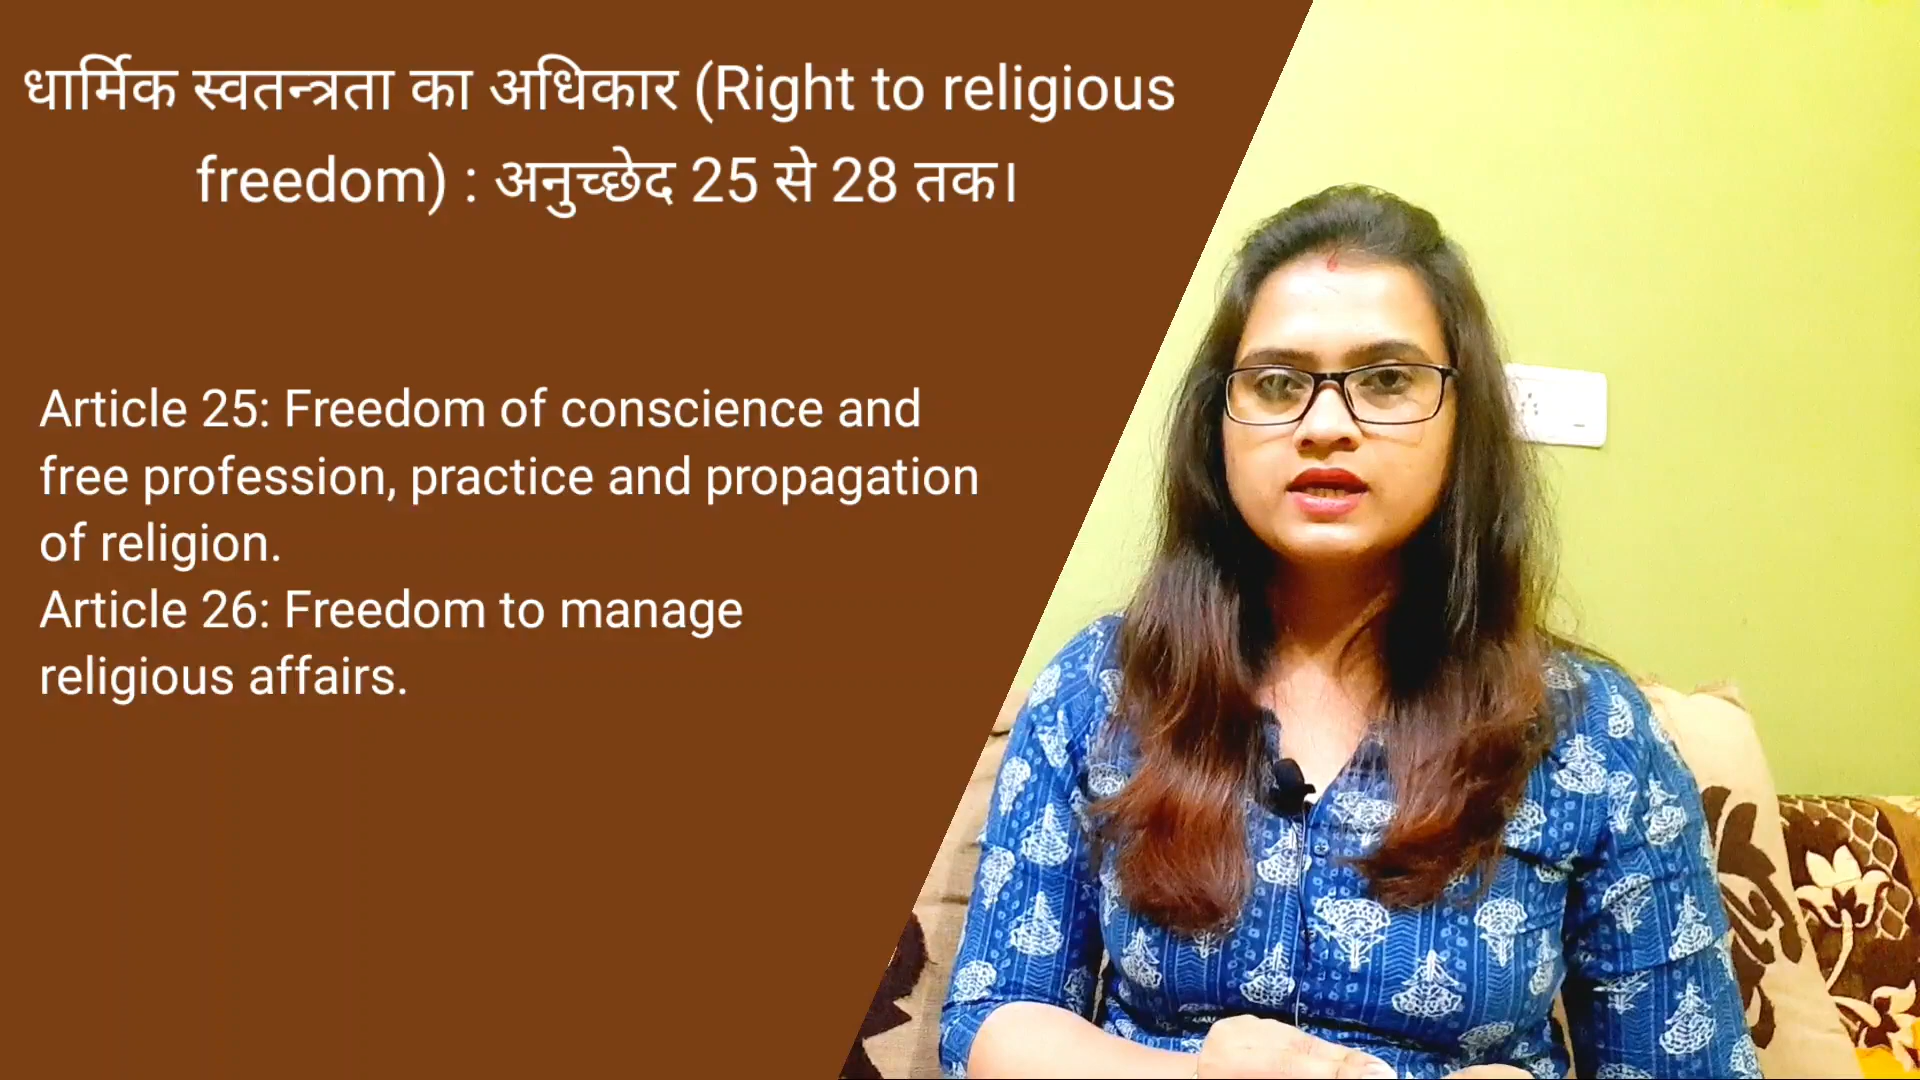 धार्मिक स्वतन्त्रता का अधिकार (Right to religious
freedom) : अनुच्छेद 25 से 28 तक।
Article 25: Freedom of conscience and
free profession, practice and propagation
of religion.
Article 26: Freedom to manage
religious affairs.